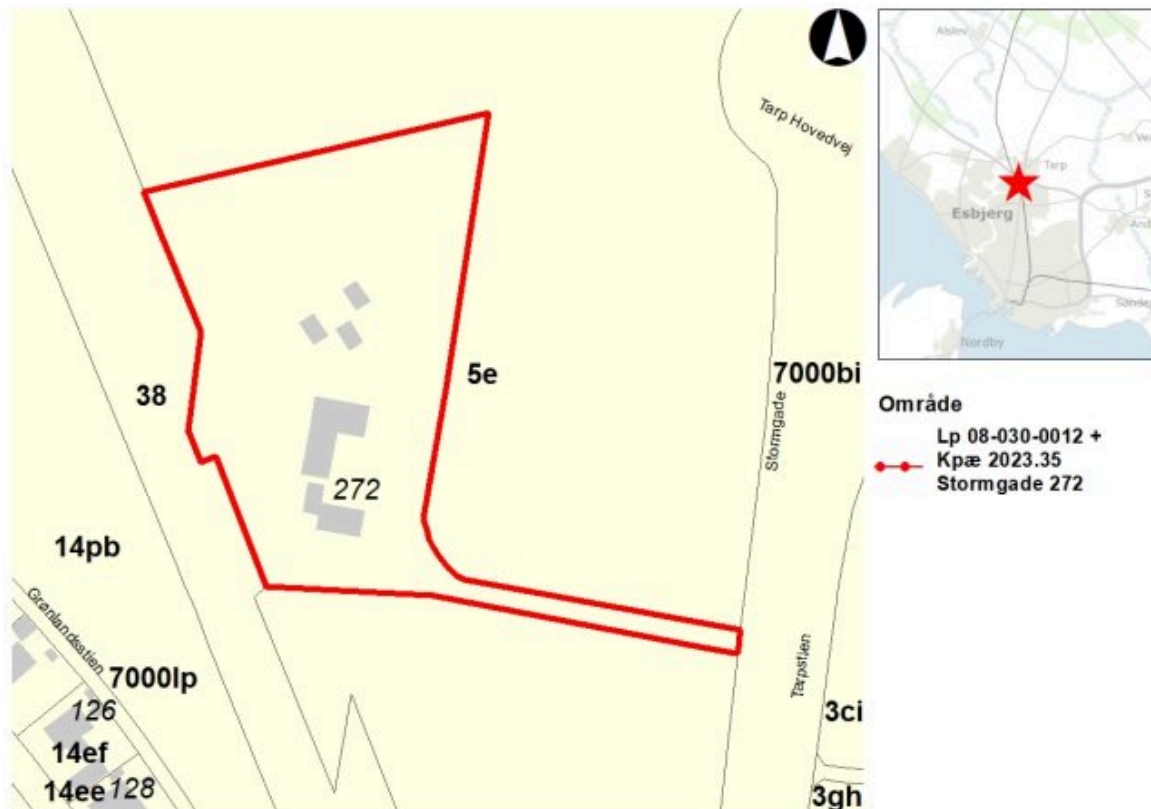 Tarp Hovedvej
38
5e
7000bi
Stormgade
272
14pb
Grønlandsstien
7000lp
126
Tarpstien
3ci
14ef
14ee
128
3gh
Alslev
Tarp
Esbjerg
Nordby
Område
Lp 08-030-0012 +
Kpæ 2023.35
Stormgade 272